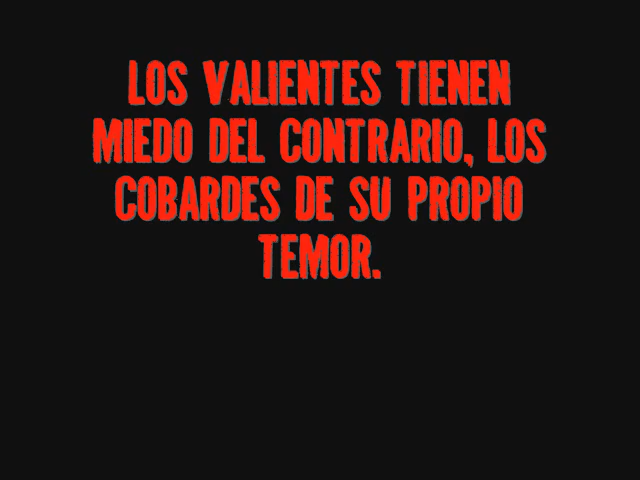 LOS VALIENTES TIENEN
MIEDO DEL CONTRARIO, LOS
COBARDES DE SU PROPIO
TEMOR.